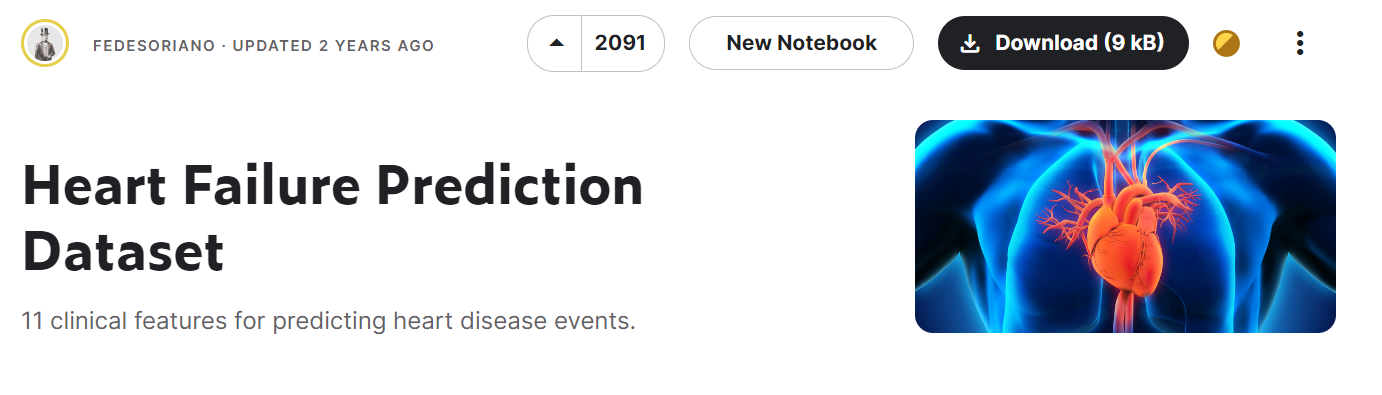 FEDESORIANO · UPDATED 2 YEARS AGO
2091
New Notebook
Download (9 kB)
Heart Failure Prediction
Dataset
11 clinical features for predicting heart disease events.